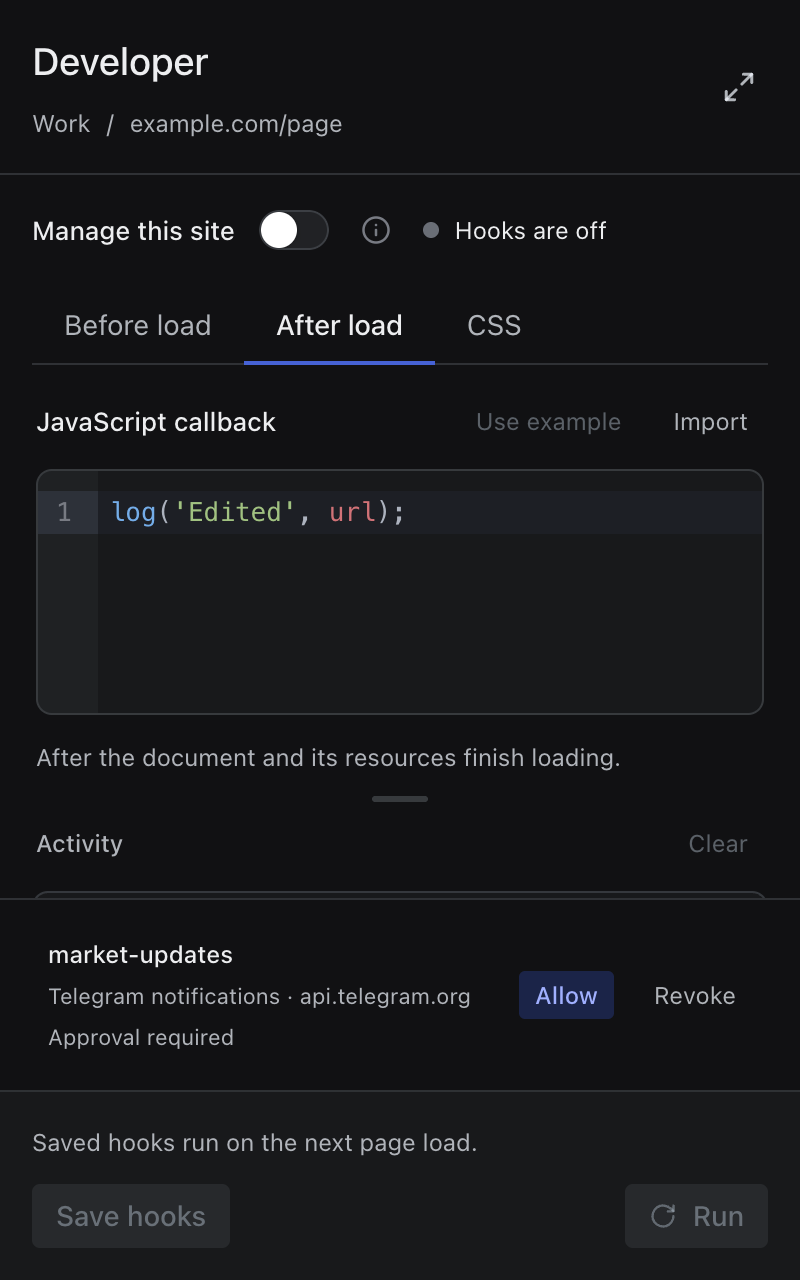 Developer
Work / example.com/page
Manage this site Hooks are off
Before load After load CSS
JavaScript callback Use example Import
1 log('Edited', url);
After the document and its resources finish loading.
Activity Clear
market-updates
Telegram notifications · api.telegram.org
Allow Revoke
Approval required
Saved hooks run on the next page load.
Save hooks Run